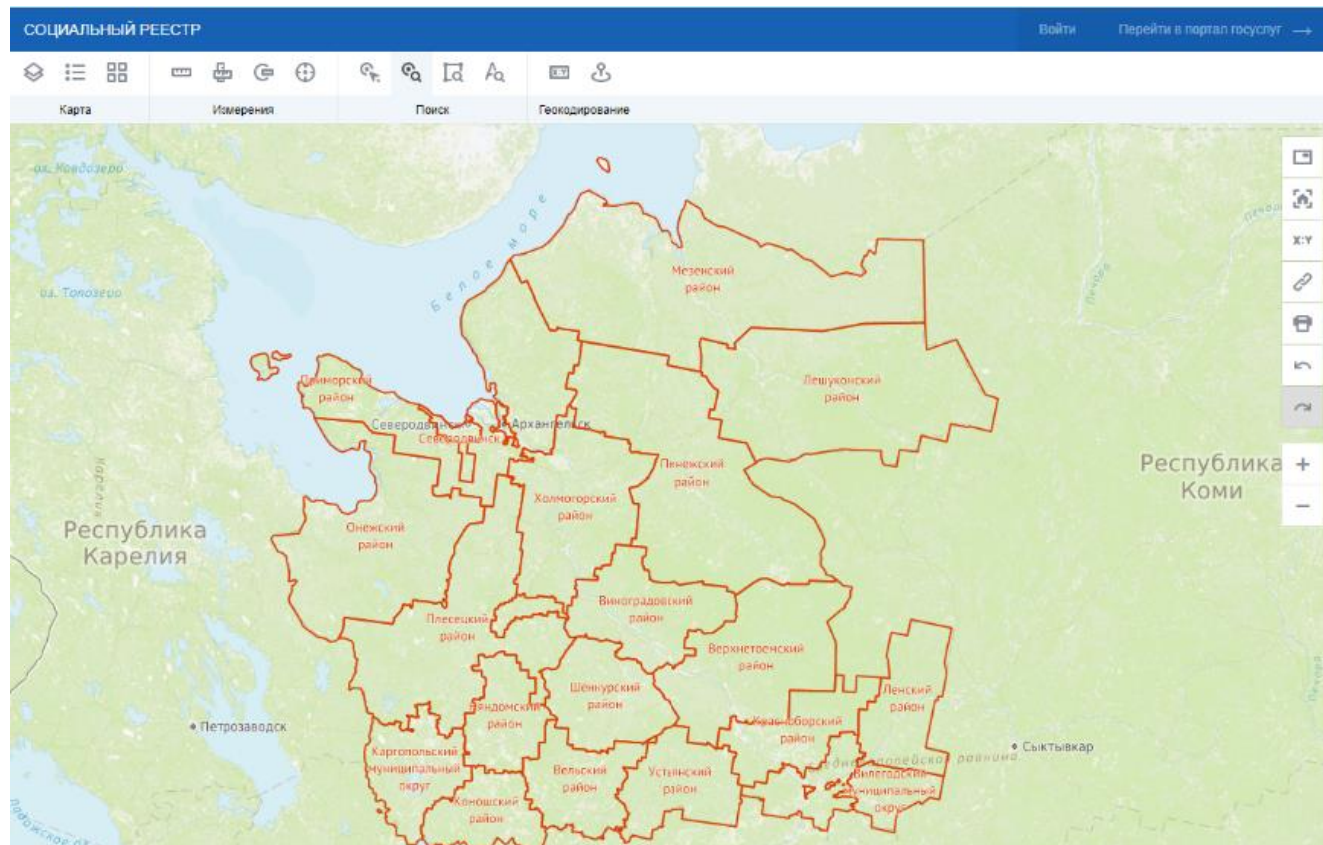 СОЦИАЛЬНЫЙ РЕЕСТР
Войти
Перейти в портал госуслуг →
Карта
Измерения
Поиск
Геокодирование
X:Y
оз. Ковдозеро
оз. Топозеро
Белое море
Печора
Печора
X:Y
Мезенский
район
Лешуконский
район
Приморский
район
Северодвинск
Северодвинск
Архангельск
Пинежский
район
Республика
Коми
Карелия
Республика
Карелия
Холмогорский
район
Онежский
район
Виноградовский
район
Плесецкий
район
Верхнетоемский
район
Шенкурский
район
Ленский
район
Няндомский
район
Красноборский
район
Петрозаводск
Сыктывкар
Каргопольский
муниципальный
округ
Вельский
район
Устьянский
район
Вилегодский
муниципальный
округ
Коношский
район